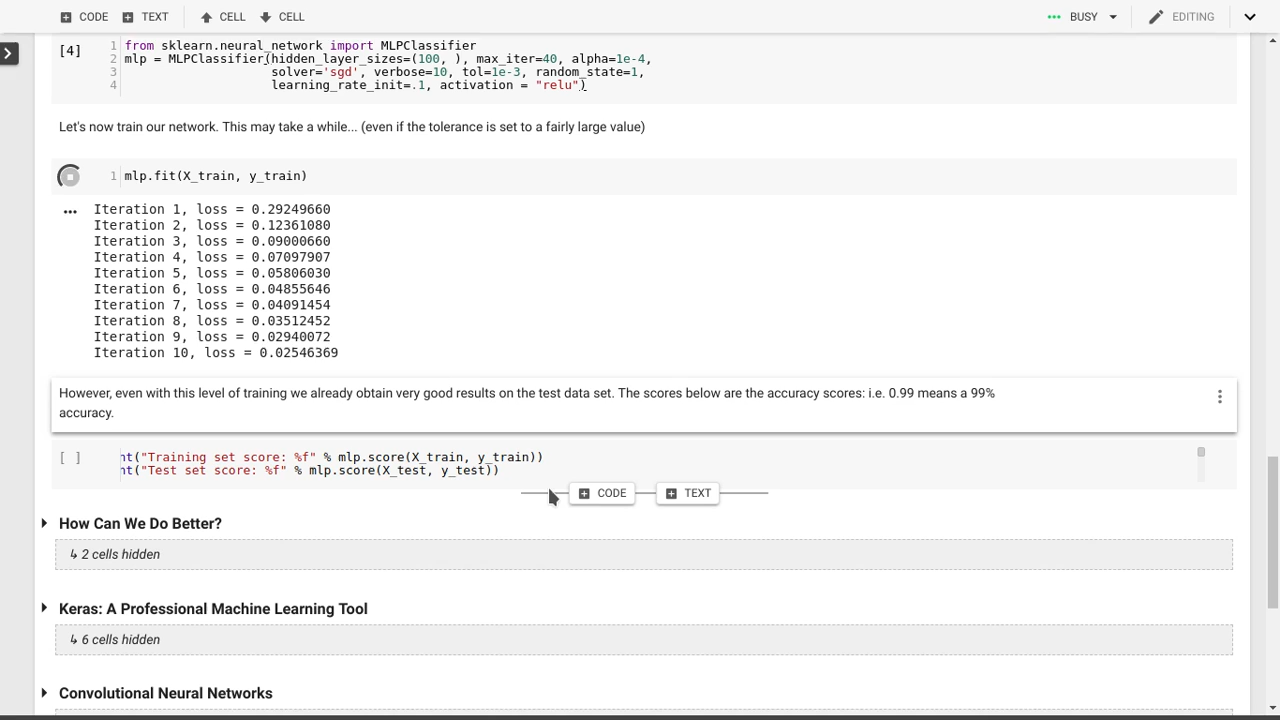 CODE TEXT CELL CELL BUSY EDITING
[4] 1 from sklearn.neural_network import MLPClassifier
2 mlp = MLPClassifier(hidden_layer_sizes=(100, ), max_iter=40, alpha=1e-4,
3 solver='sgd', verbose=10, tol=1e-3, random_state=1,
4 learning_rate_init=.1, activation = "relu")
Let's now train our network. This may take a while... (even if the tolerance is set to a fairly large value)
1 mlp.fit(X_train, y_train)
Iteration 1, loss = 0.29249660
Iteration 2, loss = 0.12361080
Iteration 3, loss = 0.09000660
Iteration 4, loss = 0.07097907
Iteration 5, loss = 0.05806030
Iteration 6, loss = 0.04855646
Iteration 7, loss = 0.04091454
Iteration 8, loss = 0.03512452
Iteration 9, loss = 0.02940072
Iteration 10, loss = 0.02546369
However, even with this level of training we already obtain very good results on the test data set. The scores below are the accuracy scores: i.e. 0.99 means a 99%
accuracy.
[ ] nt("Training set score: %f" % mlp.score(X_train, y_train))
nt("Test set score: %f" % mlp.score(X_test, y_test))
CODE TEXT
How Can We Do Better?
↳ 2 cells hidden
Keras: A Professional Machine Learning Tool
↳ 6 cells hidden
Convolutional Neural Networks